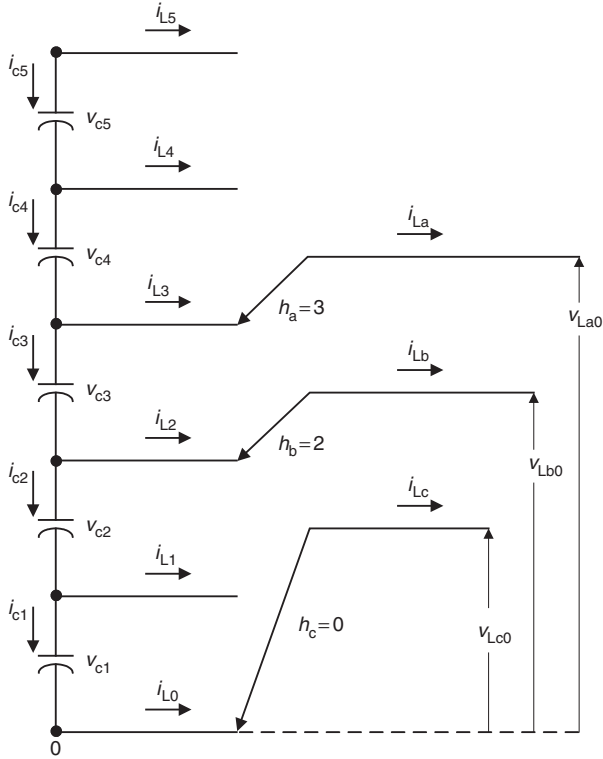 i_L5
i_c5
v_c5
i_L4
i_c4
i_La
v_c4
i_L3
h_a=3
v_La0
i_c3
i_Lb
v_c3
i_L2
h_b=2
v_Lb0
i_c2
i_Lc
v_c2
i_L1
i_c1
h_c=0
v_Lc0
v_c1
i_L0
0